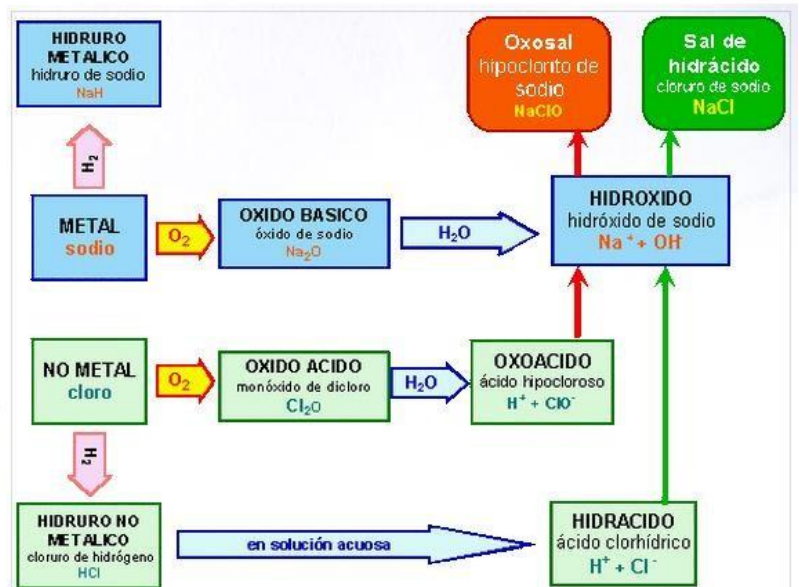 HIDRURO
METALICO
hidruro de sodio
NaH
Oxosal
hipoclorito de
sodio
NaClO
Sal de
hidrácido
cloruro de sodio
NaCl
H₂
METAL
sodio
O₂
OXIDO BASICO
óxido de sodio
Na₂O
H₂O
HIDROXIDO
hidróxido de sodio
Na⁺ + OH⁻
NO METAL
cloro
O₂
OXIDO ACIDO
monóxido de dicloro
Cl₂O
H₂O
OXOACIDO
ácido hipocloroso
H⁺ + ClO⁻
H₂
HIDRURO NO
METALICO
cloruro de hidrógeno
HCl
en solución acuosa
HIDRACIDO
ácido clorhídrico
H⁺ + Cl⁻